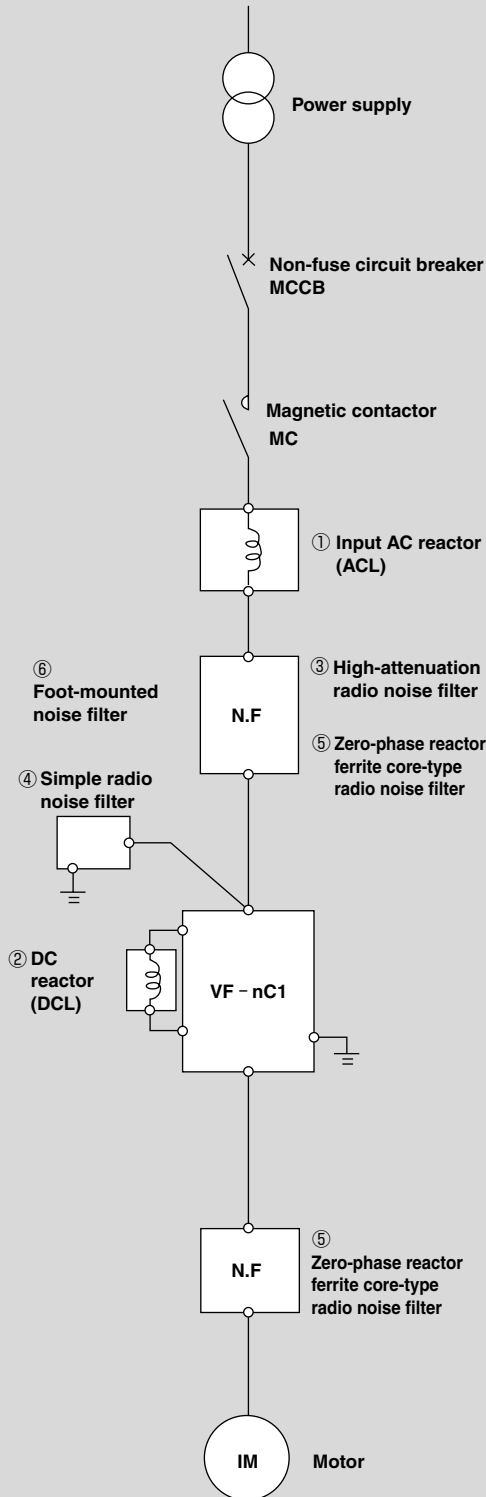 Power supply
Non-fuse circuit breaker
MCCB
Magnetic contactor
MC
① Input AC reactor
(ACL)
⑥
Foot-mounted
noise filter
N.F
③ High-attenuation
radio noise filter
⑤ Zero-phase reactor
ferrite core-type
radio noise filter
④ Simple radio
noise filter
② DC
reactor
(DCL)
VF－nC1
N.F
⑤
Zero-phase reactor
ferrite core-type
radio noise filter
IM
Motor